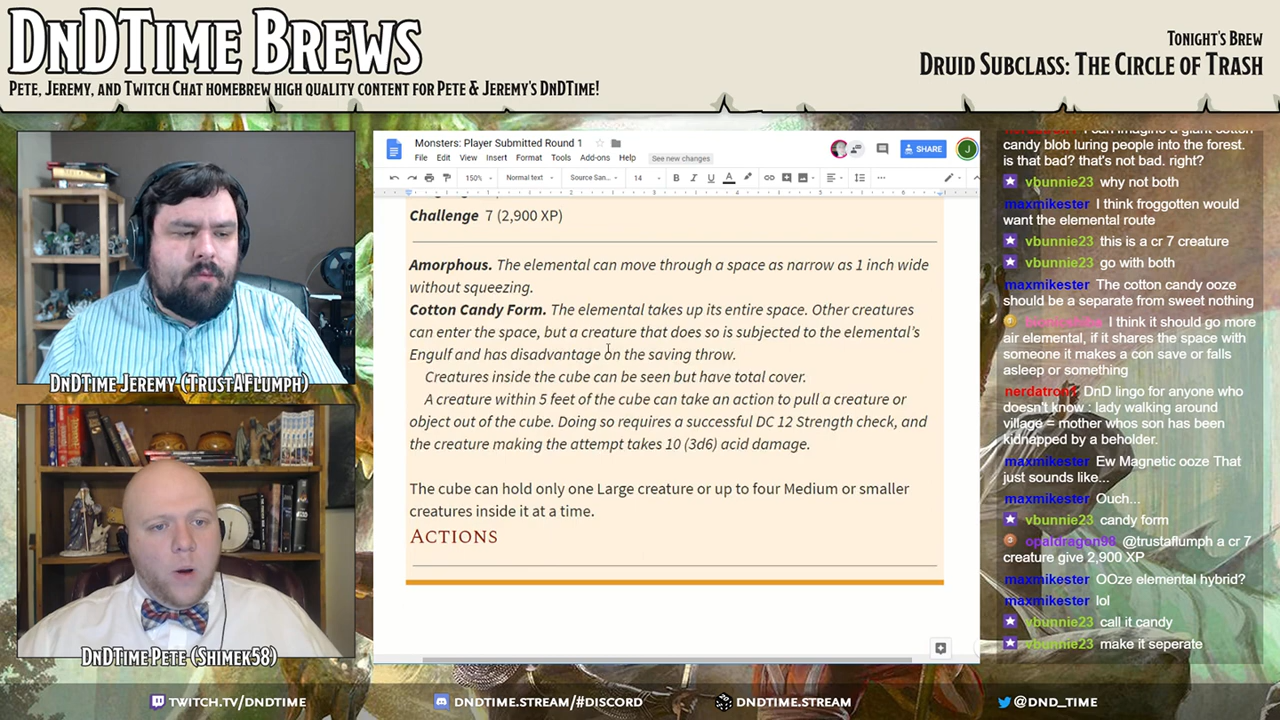 DnDTime Brews
Pete, Jeremy, and Twitch Chat homebrew high quality content for Pete & Jeremy's DnDTime!
Tonight's Brew
Druid Subclass: The Circle of Trash
DnDTime Jeremy (TrustAFlumph)
DnDTime Pete (Shimek58)
Monsters: Player Submitted Round 1
File Edit View Insert Format Tools Add-ons Help See new changes
SHARE
J
150% Normal text Source San... 14 B I U A
Challenge 7 (2,900 XP)
Amorphous. The elemental can move through a space as narrow as 1 inch wide
without squeezing.
Cotton Candy Form. The elemental takes up its entire space. Other creatures
can enter the space, but a creature that does so is subjected to the elemental's
Engulf and has disadvantage on the saving throw.
Creatures inside the cube can be seen but have total cover.
A creature within 5 feet of the cube can take an action to pull a creature or
object out of the cube. Doing so requires a successful DC 12 Strength check, and
the creature making the attempt takes 10 (3d6) acid damage.
The cube can hold only one Large creature or up to four Medium or smaller
creatures inside it at a time.
Actions
I can imagine a giant cotton
candy blob luring people into the forest.
is that bad? that's not bad. right?
vbunnie23 why not both
maxmikester I think froggotten would
want the elemental route
vbunnie23 this is a cr 7 creature
vbunnie23 go with both
maxmikester The cotton candy ooze
should be a separate from sweet nothing
I think it should go more
air elemental, if it shares the space with
someone it makes a con save or falls
asleep or something
nerdatron1 DnD lingo for anyone who
doesn't know : lady walking around
village = mother whos son has been
kidnapped by a beholder.
maxmikester Ew Magnetic ooze That
just sounds like...
maxmikester Ouch...
vbunnie23 candy form
opaldragon98 @trustaflumph a cr 7
creature give 2,900 XP
maxmikester OOze elemental hybrid?
maxmikester lol
vbunnie23 call it candy
vbunnie23 make it seperate
twitch.tv/dndtime
dndtime.stream/#discord
dndtime.stream
@dnd_time